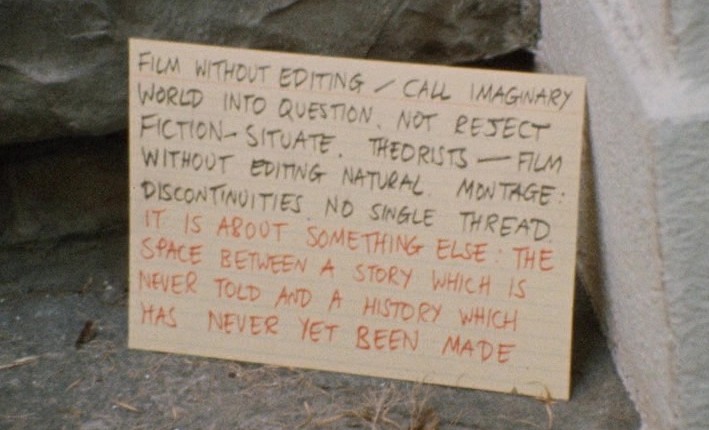 FILM WITHOUT EDITING / CALL IMAGINARY
WORLD INTO QUESTION. NOT REJECT
FICTION - SITUATE. THEORISTS — FILM
WITHOUT EDITING NATURAL. MONTAGE:
DISCONTINUITIES. NO SINGLE THREAD.
IT IS ABOUT SOMETHING ELSE: THE
SPACE BETWEEN A STORY WHICH IS
NEVER TOLD AND A HISTORY WHICH
HAS NEVER YET BEEN MADE